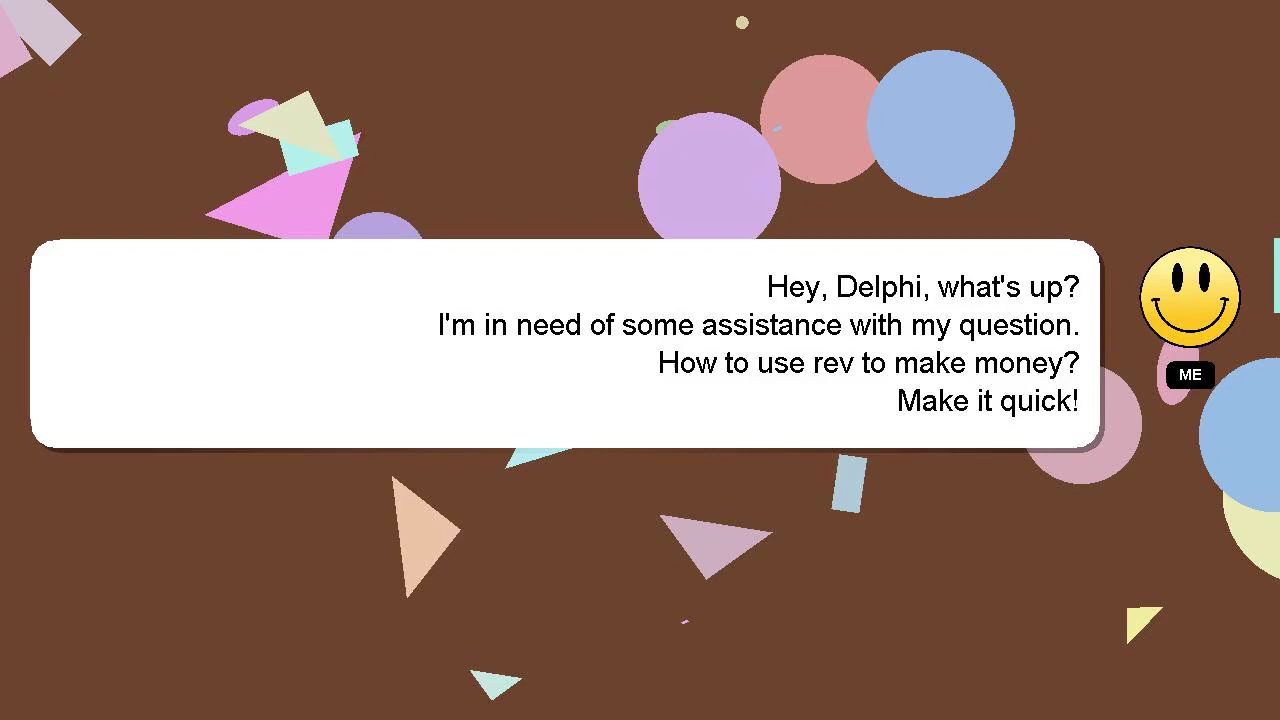 Hey, Delphi, what's up?
I'm in need of some assistance with my question.
How to use rev to make money?
Make it quick!
ME